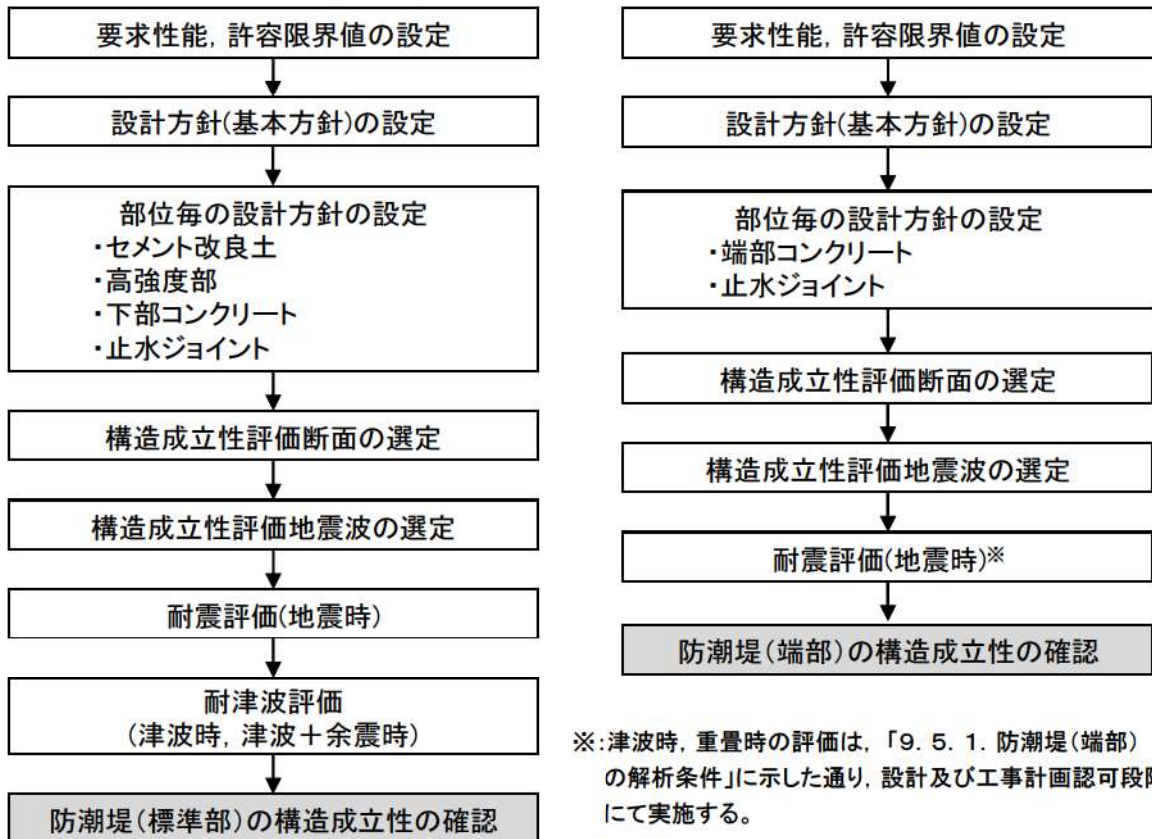 要求性能，許容限界値の設定
設計方針(基本方針)の設定
部位毎の設計方針の設定
・セメント改良土
・高強度部
・下部コンクリート
・止水ジョイント
構造成立性評価断面の選定
構造成立性評価地震波の選定
耐震評価(地震時)
耐津波評価
(津波時，津波＋余震時)
防潮堤(標準部)の構造成立性の確認
要求性能，許容限界値の設定
設計方針(基本方針)の設定
部位毎の設計方針の設定
・端部コンクリート
・止水ジョイント
構造成立性評価断面の選定
構造成立性評価地震波の選定
耐震評価(地震時)※
防潮堤(端部)の構造成立性の確認
※：津波時，重畳時の評価は，「9．5．1．防潮堤(端部)
の解析条件」に示した通り，設計及び工事計画認可段階
にて実施する。